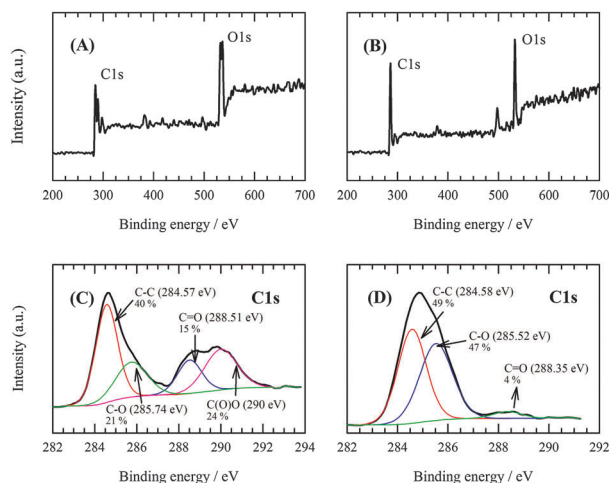 (A)
C1s
O1s
Intensity (a.u.)
200 300 400 500 600 700
Binding energy / eV
(B)
C1s
O1s
Intensity (a.u.)
200 300 400 500 600 700
Binding energy / eV
(C)
C1s
C-C (284.57 eV)
40 %
C=O (288.51 eV)
15 %
C-O (285.74 eV)
21 %
C(O)O (290 eV)
24 %
Intensity (a.u.)
282 284 286 288 290 292 294
Binding energy / eV
(D)
C1s
C-C (284.58 eV)
49 %
C-O (285.52 eV)
47 %
C=O (288.35 eV)
4 %
Intensity (a.u.)
282 284 286 288 290 292
Binding energy / eV